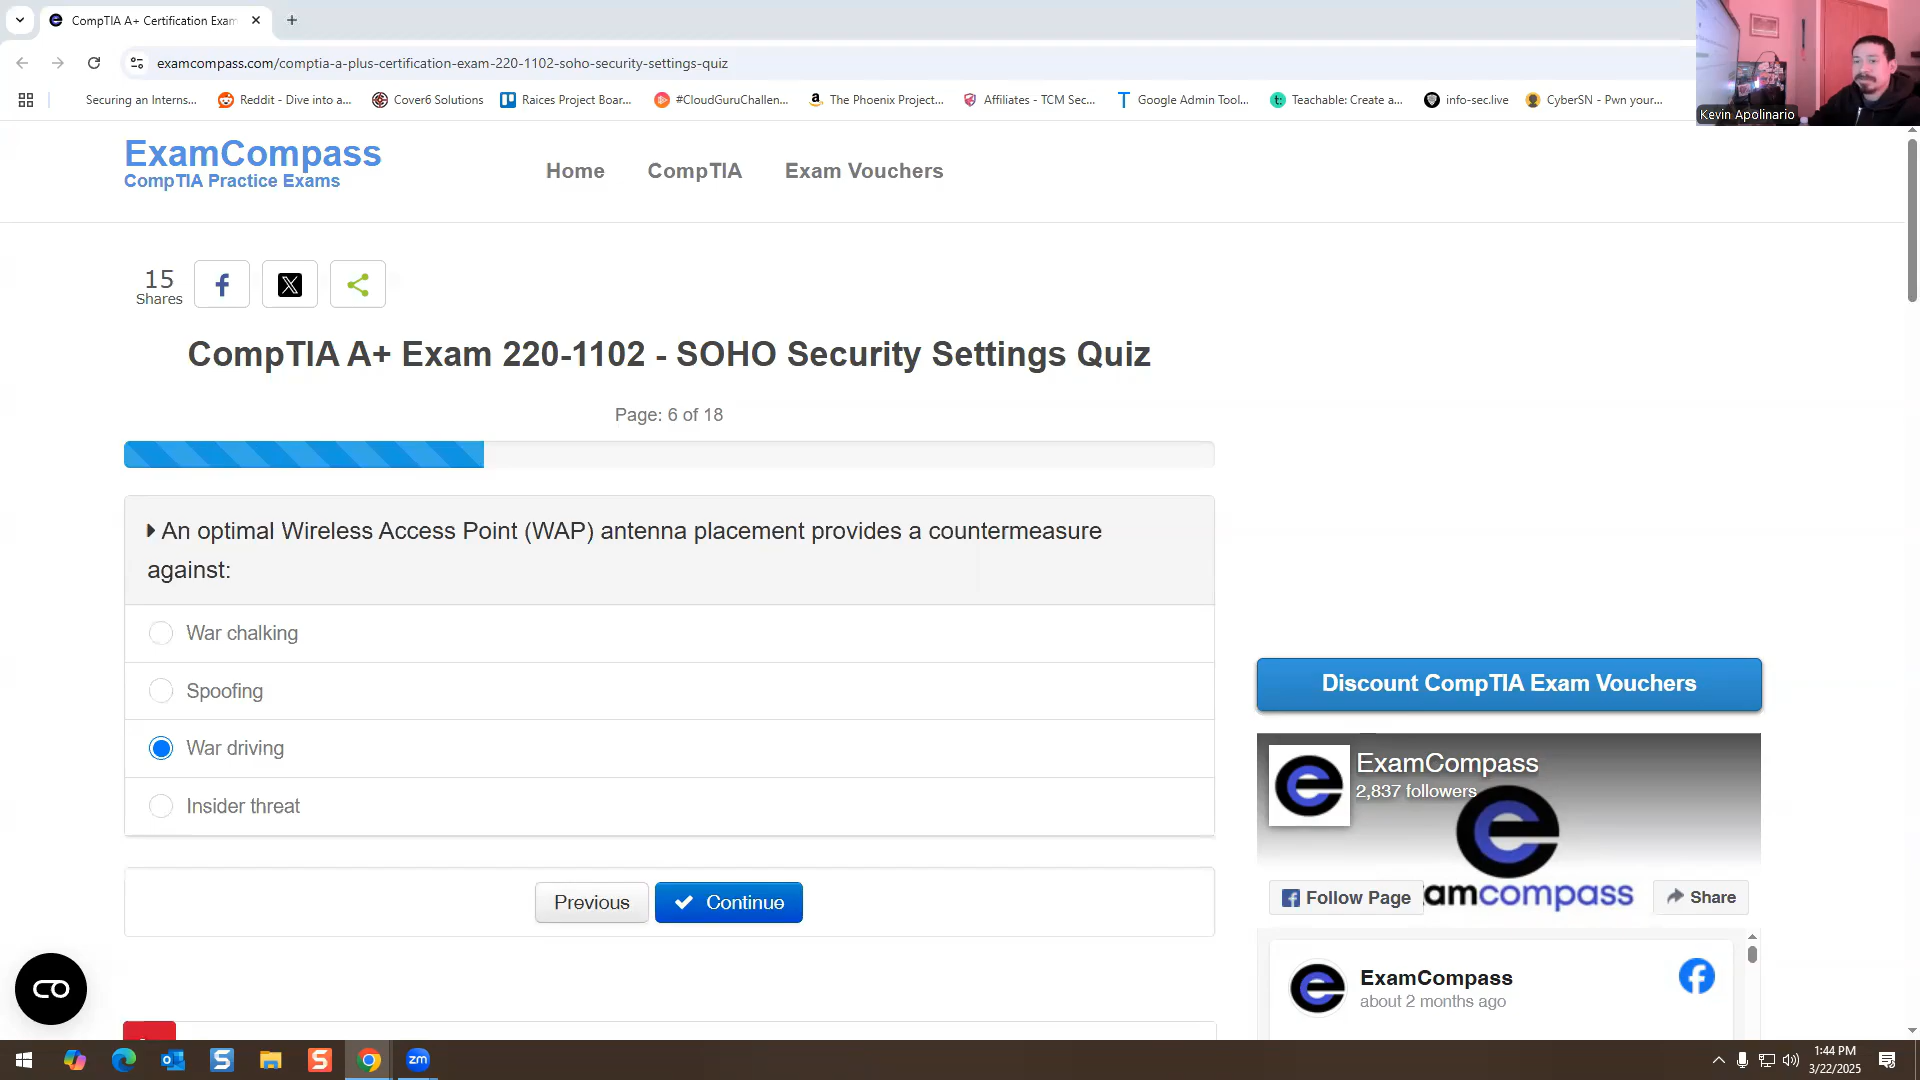 CompTIA A+ Certification Exam
examcompass.com/comptia-a-plus-certification-exam-220-1102-soho-security-settings-quiz
Securing an Interns...
Reddit - Dive into a...
Cover6 Solutions
Raices Project Boar...
#CloudGuruChallen...
The Phoenix Project...
Affiliates - TCM Sec...
Google Admin Tool...
Teachable: Create a...
info-sec.live
CyberSN - Pwn your...
Kevin Apolinario
ExamCompass
CompTIA Practice Exams
Home
CompTIA
Exam Vouchers
15
Shares
CompTIA A+ Exam 220-1102 - SOHO Security Settings Quiz
Page: 6 of 18
An optimal Wireless Access Point (WAP) antenna placement provides a countermeasure
against:
War chalking
Spoofing
War driving
Insider threat
Previous
Continue
Discount CompTIA Exam Vouchers
ExamCompass
2,837 followers
Follow Page
amcompass
Share
ExamCompass
about 2 months ago
zm
1:44 PM
3/22/2025